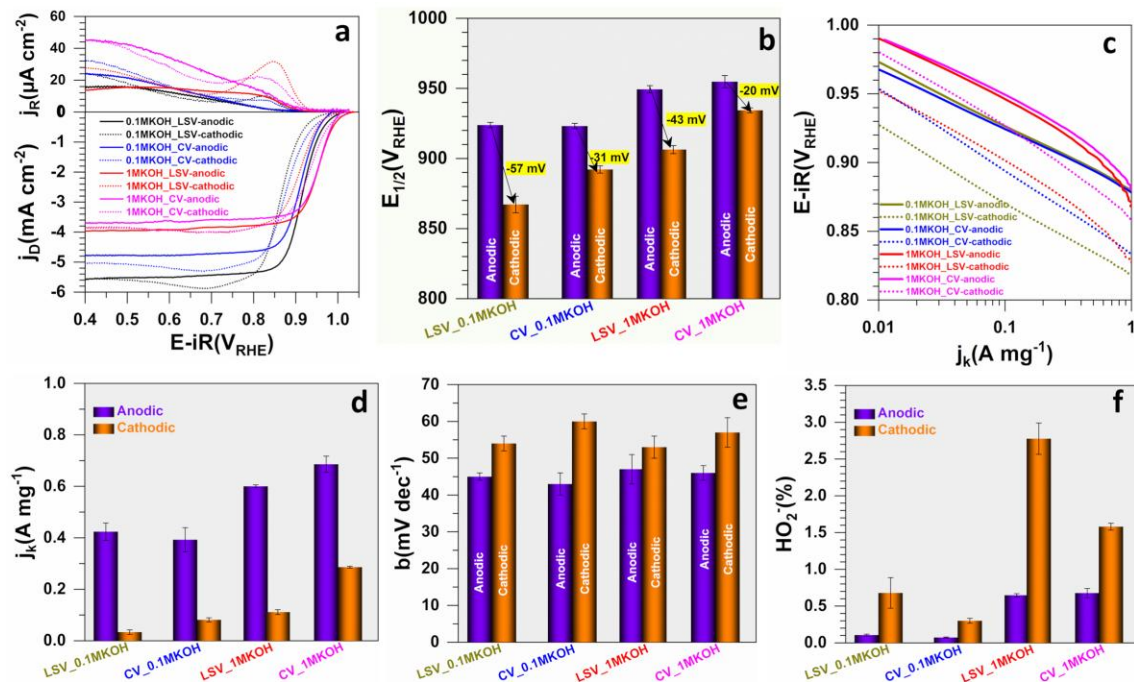 a
j_R(µA cm⁻²)
60
40
20
0
j_D(mA cm⁻²)
-1
-2
-3
-4
-5
-6
0.1MKOH_LSV-anodic
0.1MKOH_LSV-cathodic
0.1MKOH_CV-anodic
0.1MKOH_CV-cathodic
1MKOH_LSV-anodic
1MKOH_LSV-cathodic
1MKOH_CV-anodic
1MKOH_CV-cathodic
0.4 0.5 0.6 0.7 0.8 0.9 1.0
E-iR(V_RHE)
b
E_1/2(V_RHE)
1000
950
900
850
800
-57 mV
-31 mV
-43 mV
-20 mV
Anodic Cathodic Anodic Cathodic Anodic Cathodic Anodic Cathodic
LSV_0.1MKOH CV_0.1MKOH LSV_1MKOH CV_1MKOH
c
E-iR(V_RHE)
1.00
0.95
0.90
0.85
0.80
0.1MKOH_LSV-anodic
0.1MKOH_LSV-cathodic
0.1MKOH_CV-anodic
0.1MKOH_CV-cathodic
1MKOH_LSV-anodic
1MKOH_LSV-cathodic
1MKOH_CV-anodic
1MKOH_CV-cathodic
0.01 0.1 1
j_k(A mg⁻¹)
d
j_k(A mg⁻¹)
1.0
0.8
0.6
0.4
0.2
0.0
Anodic
Cathodic
LSV_0.1MKOH CV_0.1MKOH LSV_1MKOH CV_1MKOH
e
b(mV dec⁻¹)
70
60
50
40
30
20
10
0
Anodic Cathodic Anodic Cathodic Anodic Cathodic Anodic Cathodic
LSV_0.1MKOH CV_0.1MKOH LSV_1MKOH CV_1MKOH
f
HO₂⁻(%)
3.5
3.0
2.5
2.0
1.5
1.0
0.5
0.0
Anodic
Cathodic
LSV_0.1MKOH CV_0.1MKOH LSV_1MKOH CV_1MKOH